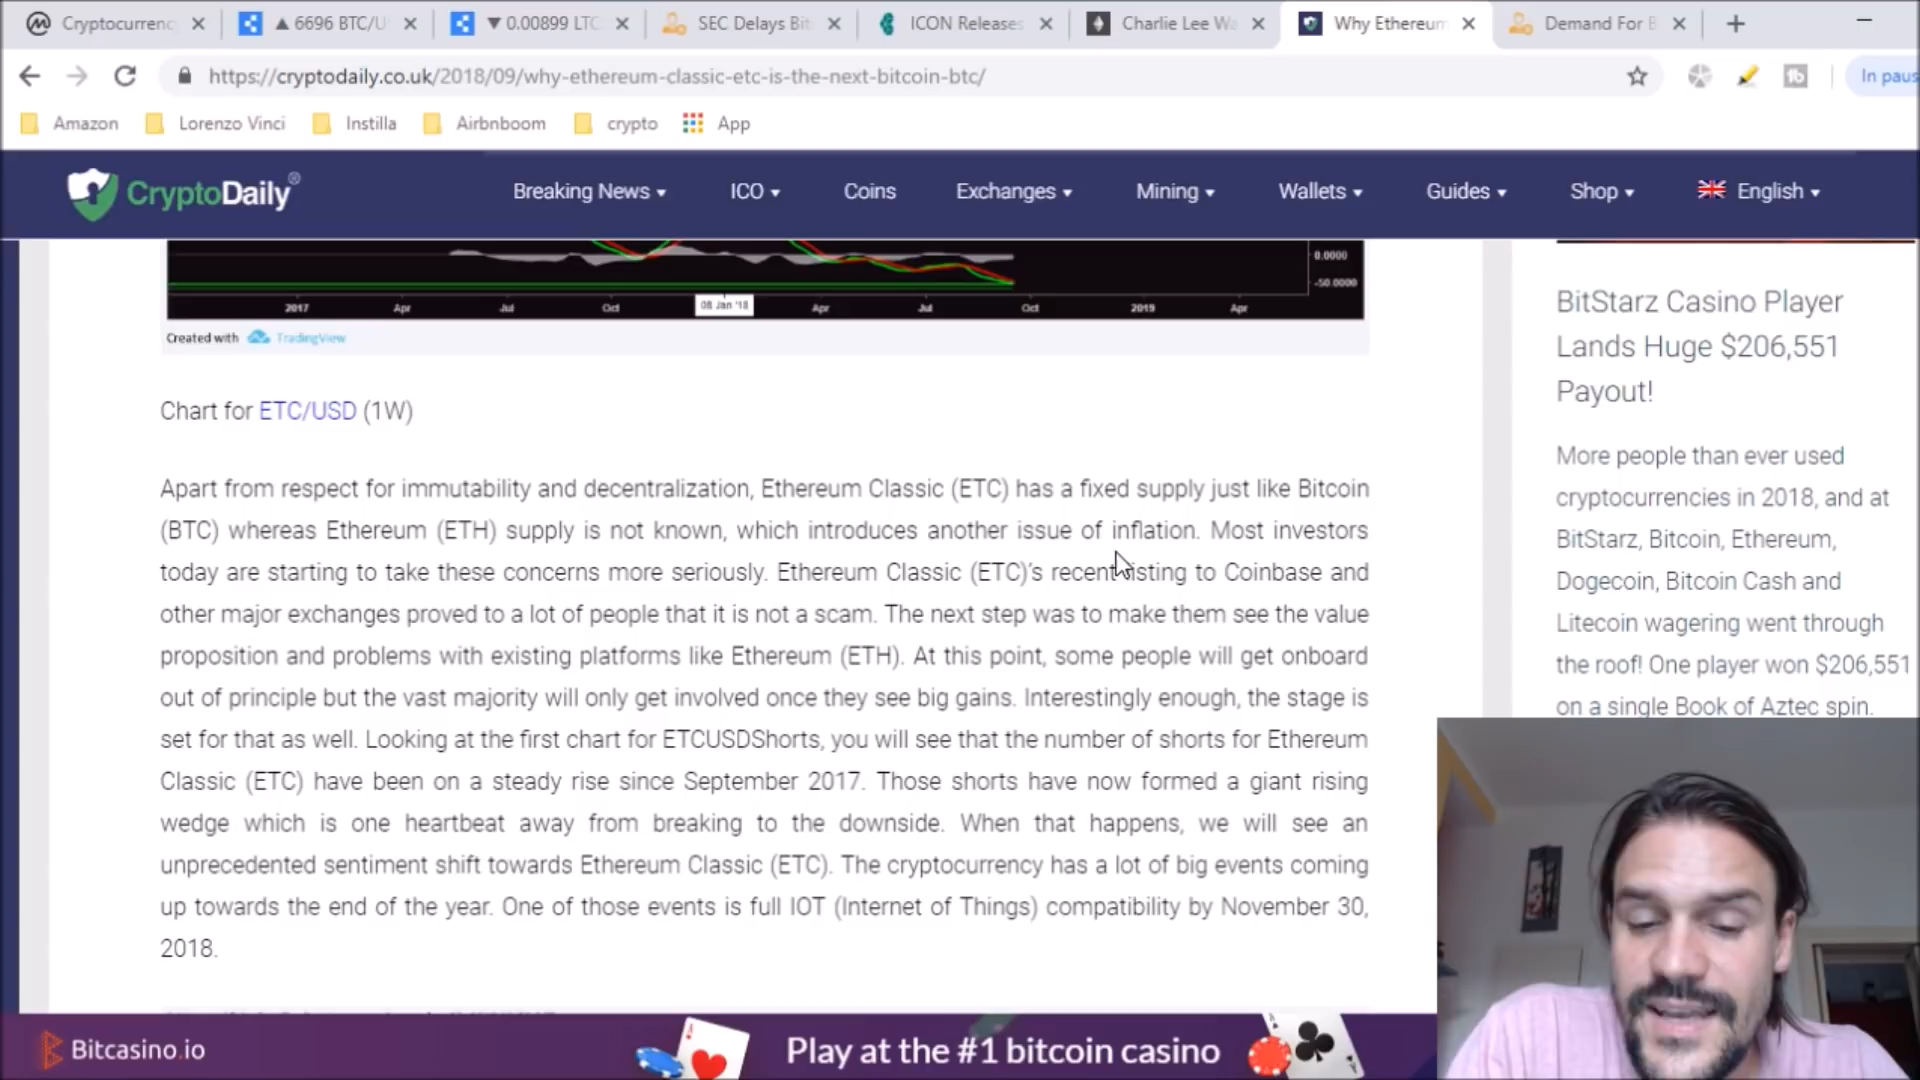 Cryptocurrenc
▲ 6696 BTC/U
▼ 0.00899 LTC
SEC Delays Bit
ICON Releases
Charlie Lee Wa
Why Ethereum
Demand For B
https://cryptodaily.co.uk/2018/09/why-ethereum-classic-etc-is-the-next-bitcoin-btc/
In paus
Amazon
Lorenzo Vinci
Instilla
Airbnboom
crypto
App
CryptoDaily®
Breaking News
ICO
Coins
Exchanges
Mining
Wallets
Guides
Shop
English
0.0000
-50.0000
2017 Apr Jul Oct 08 Jan '18 Apr Jul Oct 2019 Apr
Created with TradingView
Chart for ETC/USD (1W)
Apart from respect for immutability and decentralization, Ethereum Classic (ETC) has a fixed supply just like Bitcoin
(BTC) whereas Ethereum (ETH) supply is not known, which introduces another issue of inflation. Most investors
today are starting to take these concerns more seriously. Ethereum Classic (ETC)'s recent listing to Coinbase and
other major exchanges proved to a lot of people that it is not a scam. The next step was to make them see the value
proposition and problems with existing platforms like Ethereum (ETH). At this point, some people will get onboard
out of principle but the vast majority will only get involved once they see big gains. Interestingly enough, the stage is
set for that as well. Looking at the first chart for ETCUSDShorts, you will see that the number of shorts for Ethereum
Classic (ETC) have been on a steady rise since September 2017. Those shorts have now formed a giant rising
wedge which is one heartbeat away from breaking to the downside. When that happens, we will see an
unprecedented sentiment shift towards Ethereum Classic (ETC). The cryptocurrency has a lot of big events coming
up towards the end of the year. One of those events is full IOT (Internet of Things) compatibility by November 30,
2018.
BitStarz Casino Player
Lands Huge $206,551
Payout!
More people than ever used
cryptocurrencies in 2018, and at
BitStarz, Bitcoin, Ethereum,
Dogecoin, Bitcoin Cash and
Litecoin wagering went through
the roof! One player won $206,551
on a single Book of Aztec spin.
Bitcasino.io
Play at the #1 bitcoin casino